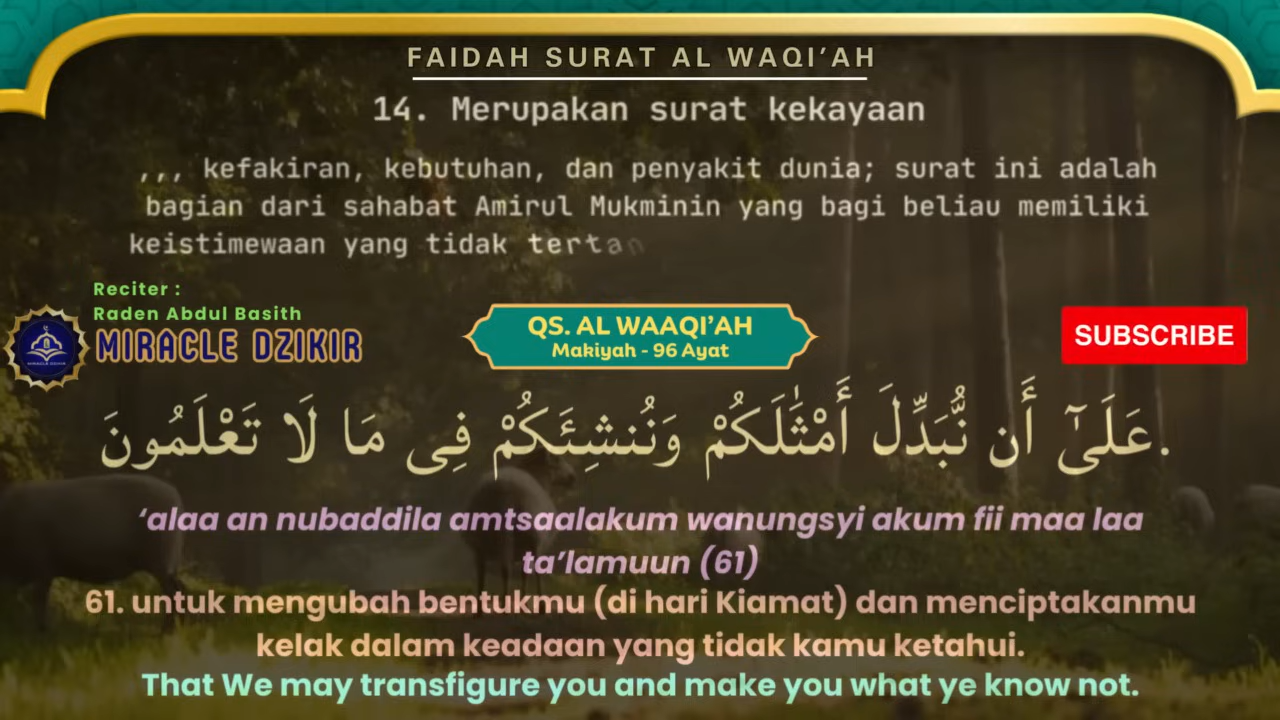 FAIDAH SURAT AL WAQI’AH
14. Merupakan surat kekayaan
,,, kefakiran, kebutuhan, dan penyakit dunia; surat ini adalah
bagian dari sahabat Amirul Mukminin yang bagi beliau memiliki
keistimewaan yang tidak tertan
Reciter :
Raden Abdul Basith
MIRACLE DZIKIR
QS. AL WAAQI’AH
Makiyah - 96 Ayat
SUBSCRIBE
عَلَىٰٓ أَن نُّبَدِّلَ أَمْثَٰلَكُمْ وَنُنشِئَكُمْ فِى مَا لَا تَعْلَمُونَ.
‘alaa an nubaddila amtsaalakum wanungsyi akum fii maa laa
ta’lamuun (61)
61. untuk mengubah bentukmu (di hari Kiamat) dan menciptakanmu
kelak dalam keadaan yang tidak kamu ketahui.
That We may transfigure you and make you what ye know not.